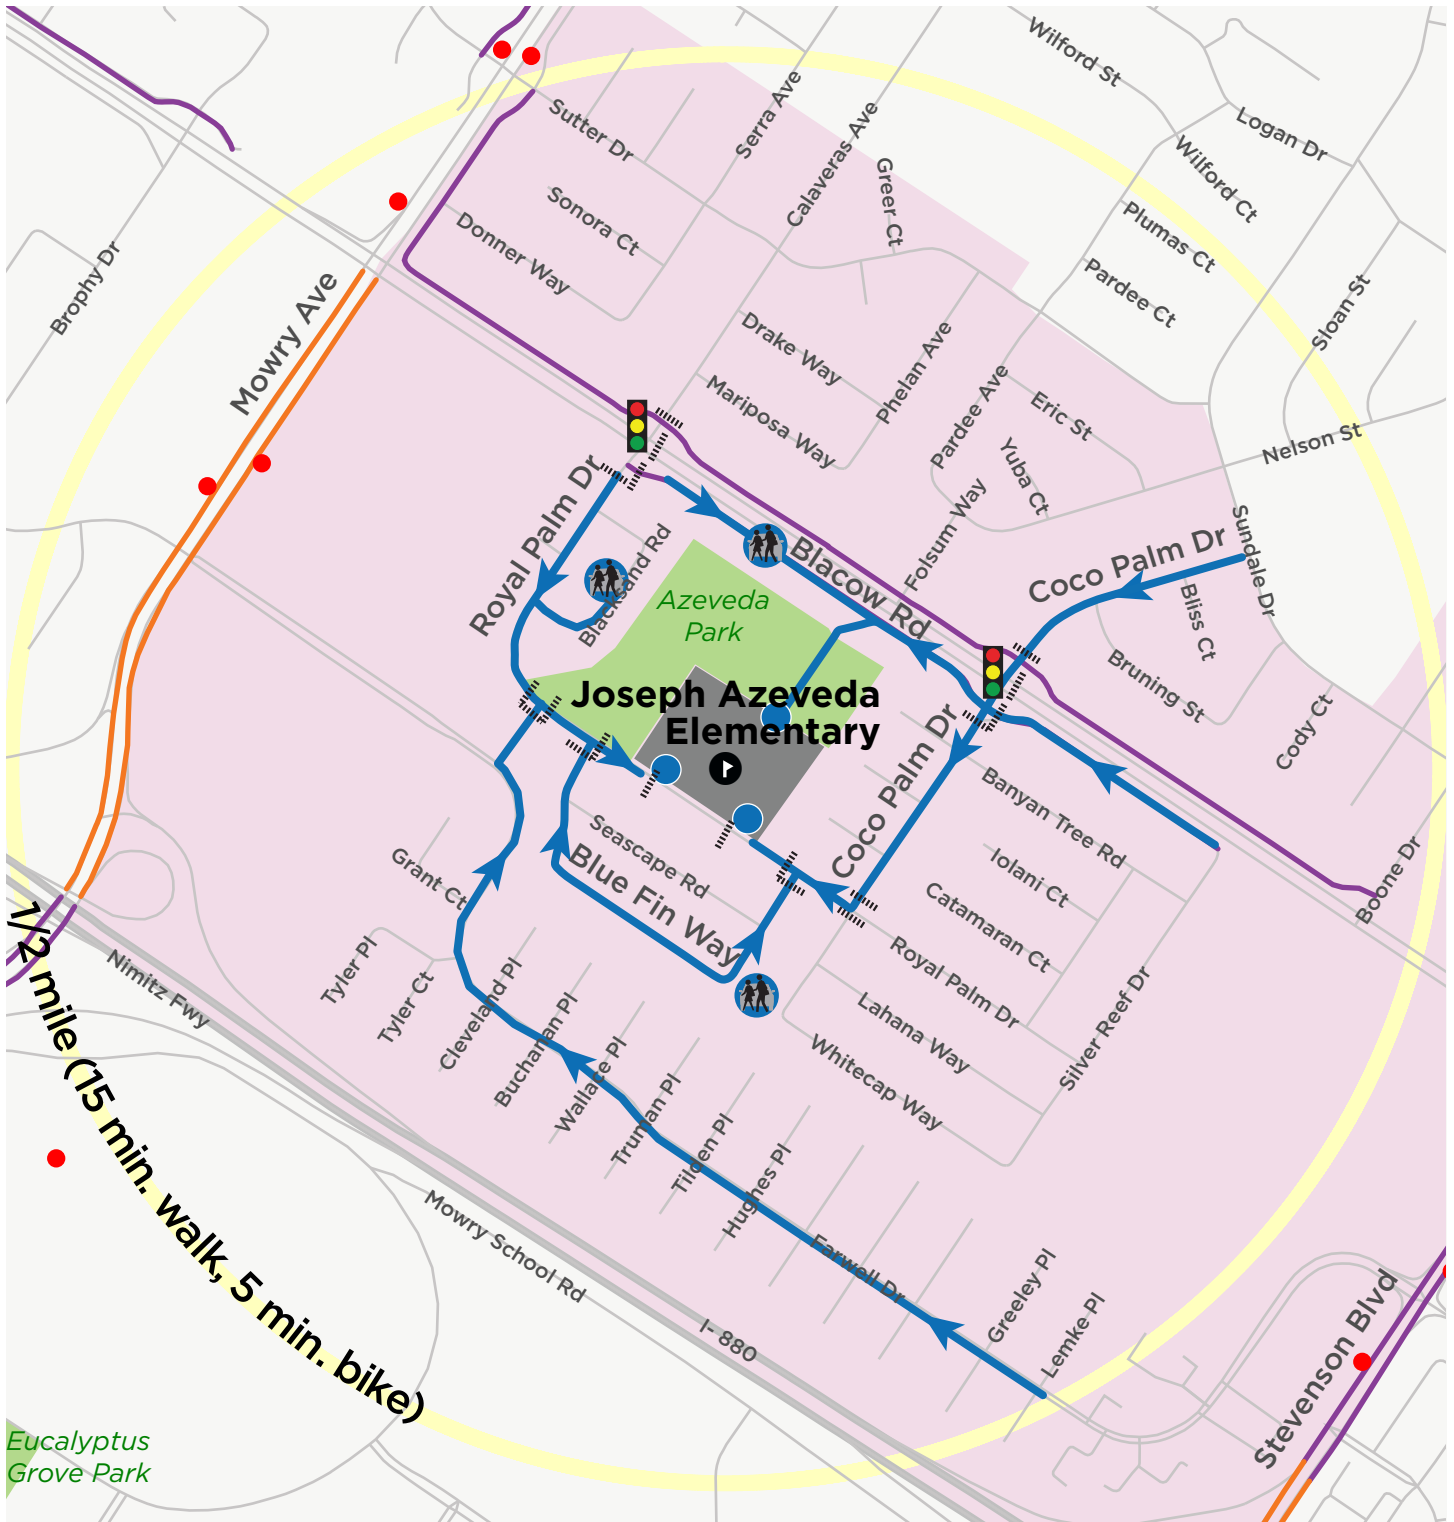 Wilford St
Logan Dr
Sutter Dr
Serra Ave
Calaveras Ave
Wilford Ct
Greer Ct
Plumas Ct
Sonora Ct
Donner Way
Pardee Ct
Brophy Dr
Mowry Ave
Sloan St
Drake Way
Phelan Ave
Mariposa Way
Pardee Ave
Eric St
Nelson St
Yuba Ct
Royal Palm Dr
Blacksand Rd
Folsum Way
Blacow Rd
Coco Palm Dr
Sundale Dr
Bliss Ct
Azeveda
Park
Bruning St
Joseph Azeveda
Elementary
Cody Ct
Coco Palm Dr
Banyan Tree Rd
Seascape Rd
Blue Fin Way
Grant Ct
Iolani Ct
Catamaran Ct
Boone Dr
Royal Palm Dr
Tyler Pl
Tyler Ct
Cleveland Pl
Buchanan Pl
Wallace Pl
Truman Pl
Tilden Pl
Hughes Pl
Lahana Way
Whitecap Way
Silver Reef Dr
Nimitz Fwy
1/2 mile (15 min. walk, 5 min. bike)
Mowry School Rd
I- 880
Farwell Dr
Greeley Pl
Lemke Pl
Stevenson Blvd
Eucalyptus
Grove Park